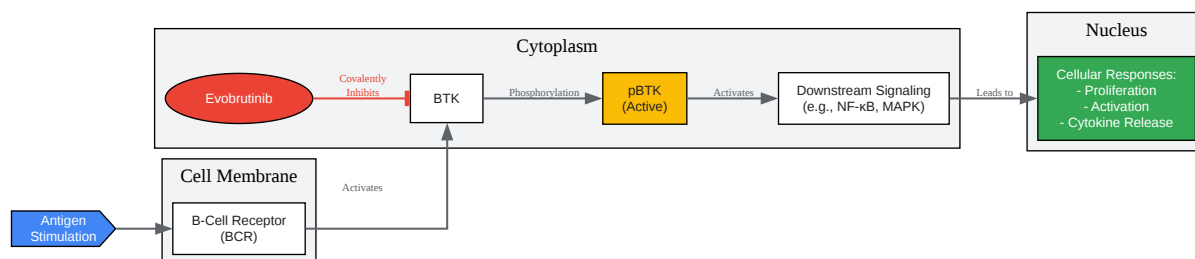 Nucleus
Cytoplasm
Cellular Responses:
- Proliferation
- Activation
- Cytokine Release
Evobrutinib
Covalently
Inhibits
BTK
Phosphorylation
pBTK
(Active)
Activates
Downstream Signaling
(e.g., NF-κB, MAPK)
Leads to
Cell Membrane
Activates
Antigen
Stimulation
B-Cell Receptor
(BCR)